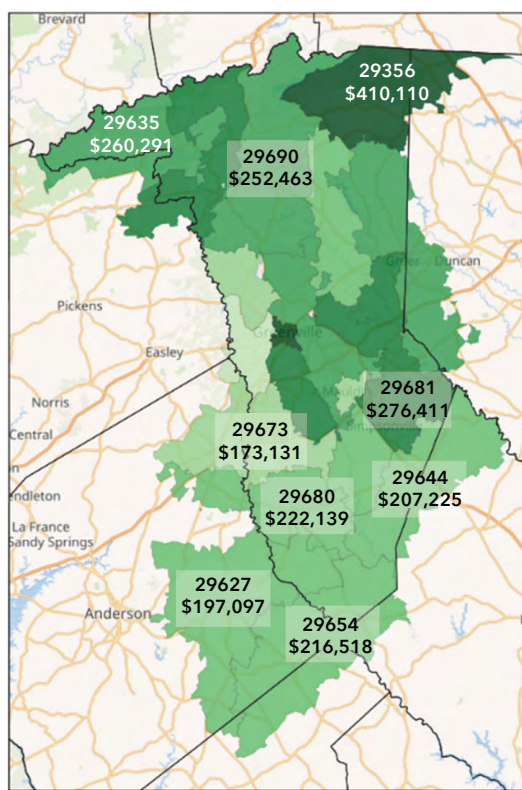 Brevard
29356
$410,110
29635
$260,291
29690
$252,463
Greer
Duncan
Pickens
Greenville
Easley
29681
$276,411
Norris
Central
29673
$173,131
29644
$207,225
29680
$222,139
ndleton
La France
Sandy Springs
29627
$197,097
Anderson
29654
$216,518